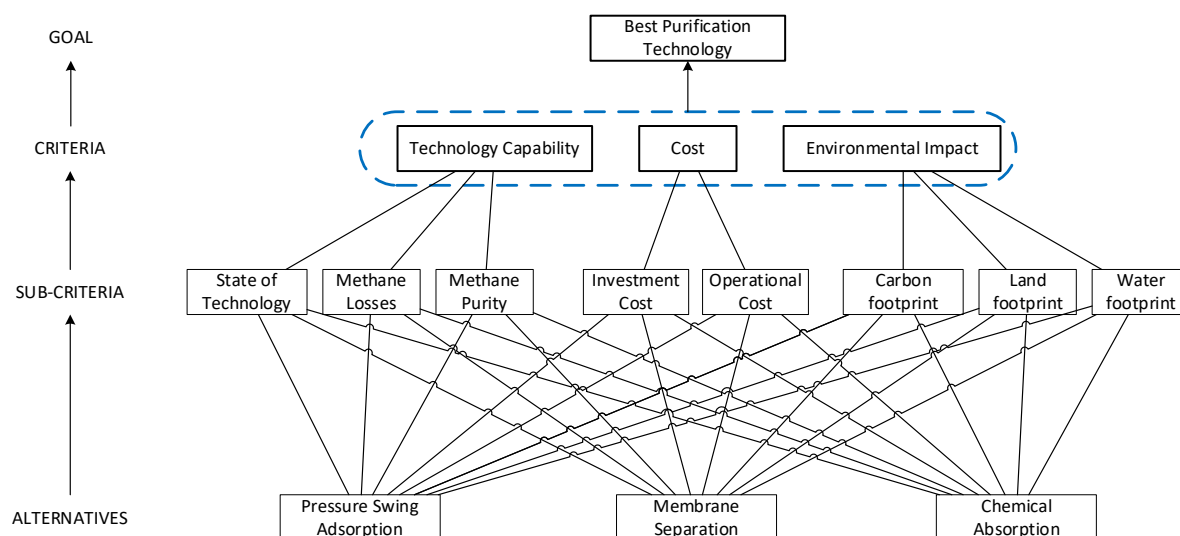 GOAL
Best Purification
Technology
CRITERIA
Technology Capability
Cost
Environmental Impact
SUB-CRITERIA
State of
Technology
Methane
Losses
Methane
Purity
Investment
Cost
Operational
Cost
Carbon
footprint
Land
footprint
Water
footprint
ALTERNATIVES
Pressure Swing
Adsorption
Membrane
Separation
Chemical
Absorption